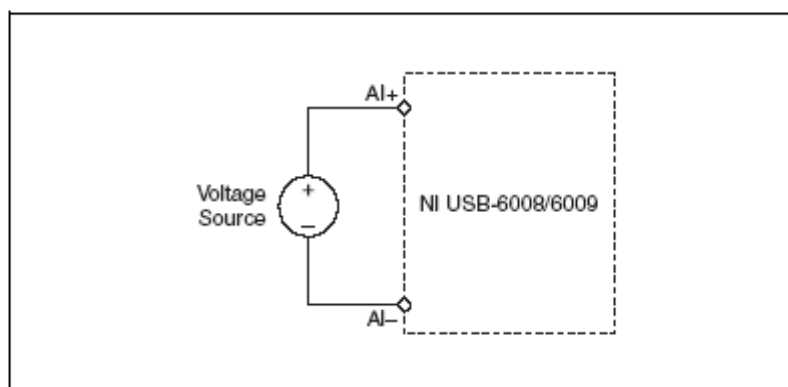 AI+
Voltage
Source
+
–
NI USB-6008/6009
AI–